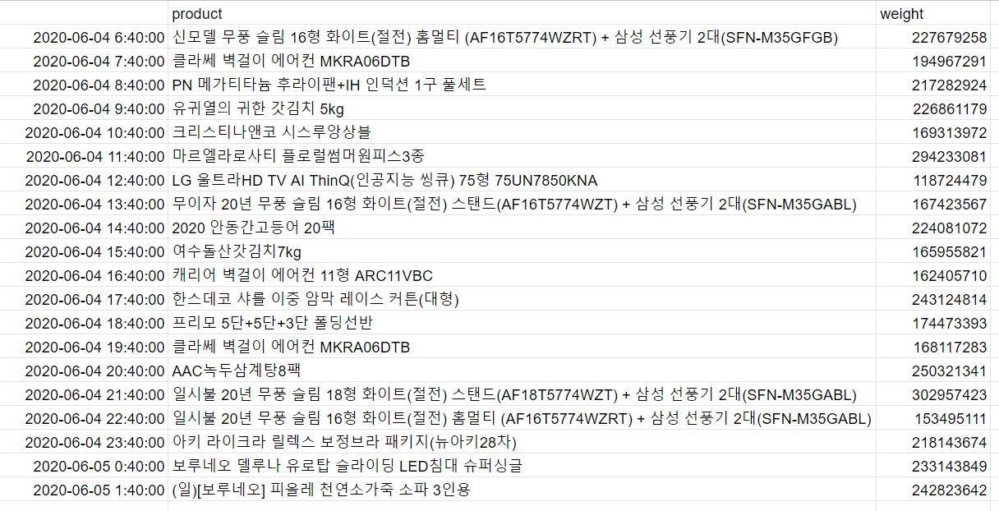 product weight
2020-06-04 6:40:00 신모델 무풍 슬림 16형 화이트(절전) 홈멀티 (AF16T5774WZRT) + 삼성 선풍기 2대(SFN-M35GFGB) 227679258
2020-06-04 7:40:00 클라쎄 벽걸이 에어컨 MKRA06DTB 194967291
2020-06-04 8:40:00 PN 메가티타늄 후라이팬+IH 인덕션 1구 풀세트 217282924
2020-06-04 9:40:00 유귀열의 귀한 갓김치 5kg 226861179
2020-06-04 10:40:00 크리스티나앤코 시스루앙상블 169313972
2020-06-04 11:40:00 마르엘라로사티 플로럴썸머원피스3종 294233081
2020-06-04 12:40:00 LG 울트라HD TV AI ThinQ(인공지능 씽큐) 75형 75UN7850KNA 118724479
2020-06-04 13:40:00 무이자 20년 무풍 슬림 16형 화이트(절전) 스탠드(AF16T5774WZT) + 삼성 선풍기 2대(SFN-M35GABL) 167423567
2020-06-04 14:40:00 2020 안동간고등어 20팩 224081072
2020-06-04 15:40:00 여수돌산갓김치7kg 165955821
2020-06-04 16:40:00 캐리어 벽걸이 에어컨 11형 ARC11VBC 162405710
2020-06-04 17:40:00 한스데코 샤를 이중 암막 레이스 커튼(대형) 243124814
2020-06-04 18:40:00 프리모 5단+5단+3단 폴딩선반 174473393
2020-06-04 19:40:00 클라쎄 벽걸이 에어컨 MKRA06DTB 168117283
2020-06-04 20:40:00 AAC녹두삼계탕8팩 250321341
2020-06-04 21:40:00 일시불 20년 무풍 슬림 18형 화이트(절전) 스탠드(AF18T5774WZT) + 삼성 선풍기 2대(SFN-M35GABL) 302957423
2020-06-04 22:40:00 일시불 20년 무풍 슬림 16형 화이트(절전) 홈멀티 (AF16T5774WZRT) + 삼성 선풍기 2대(SFN-M35GABL) 153495111
2020-06-04 23:40:00 아키 라이크라 릴렉스 보정브라 패키지(뉴아키28차) 218143674
2020-06-05 0:40:00 보루네오 델루나 유로탑 슬라이딩 LED침대 슈퍼싱글 233143849
2020-06-05 1:40:00 (일)[보루네오] 피올레 천연소가죽 소파 3인용 242823642